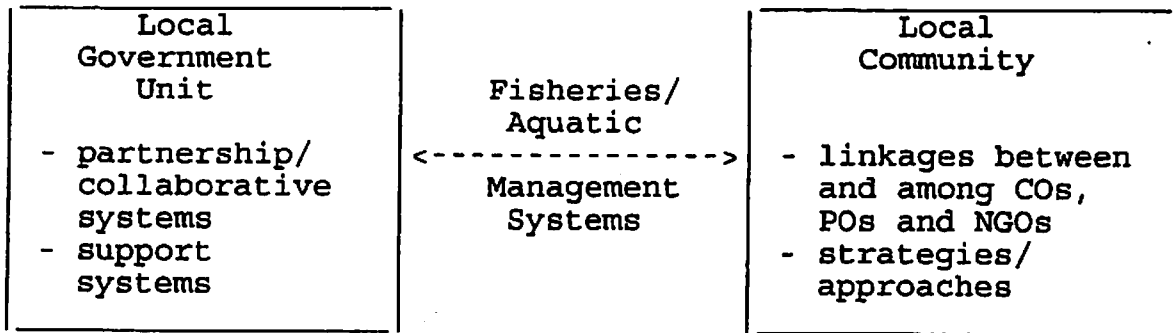 Local
Government
Unit
- partnership/
collaborative
systems
- support
systems
Fisheries/
Aquatic
<--------------->
Management
Systems
Local
Community
- linkages between
and among COs,
POs and NGOs
- strategies/
approaches